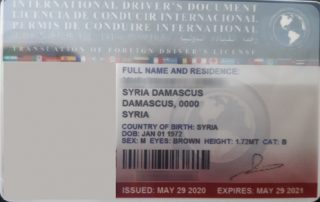 INTERNATIONAL DRIVER'S DOCUMENT
LICENCIA DE CONDUCIR INTERNACIONAL
PERMIS DE CONDUIRE INTERNATIONAL
TRANSLATION OF FOREIGN DRIVER'S LICENSE
FULL NAME AND RESIDENCE:
SYRIA DAMASCUS
DAMASCUS, 0000
SYRIA
COUNTRY OF BIRTH: SYRIA
DOB: JAN 01 1972
SEX: M EYES: BROWN HEIGHT: 1.72MT CAT: B
ISSUED: MAY 29 2020 EXPIRES: MAY 29 2021